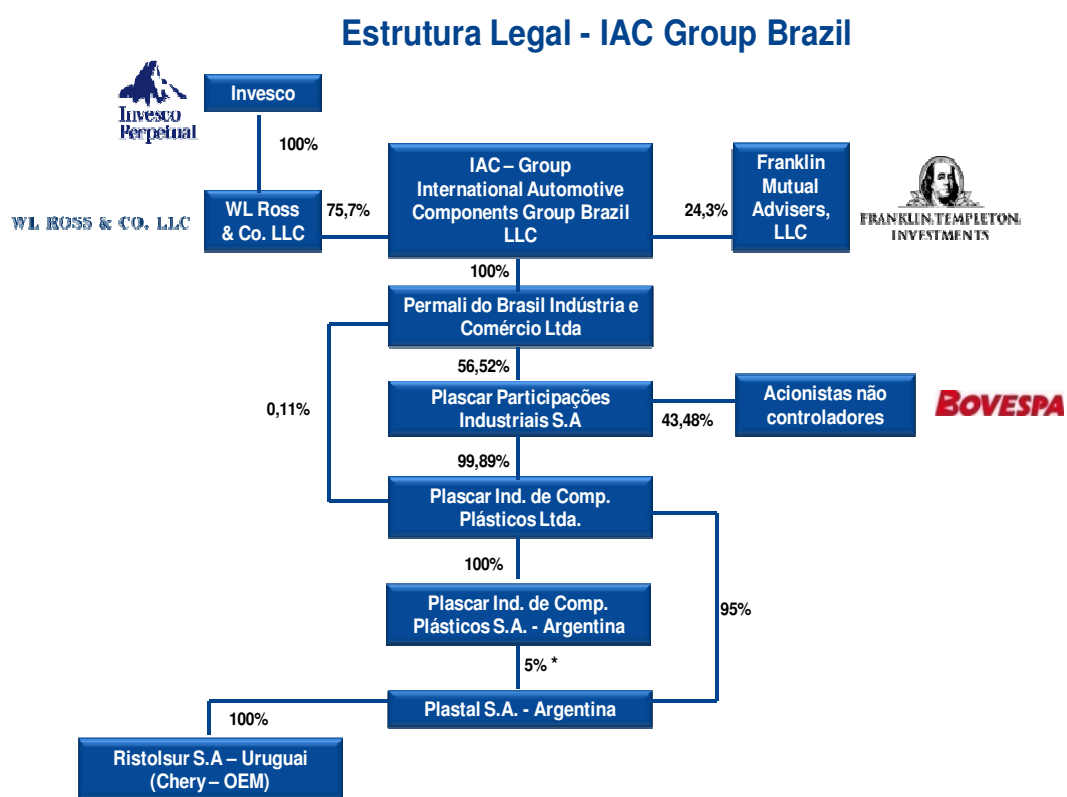 Estrutura Legal - IAC Group Brazil
Invesco
Perpetual
Invesco
100%
WL ROSS & CO. LLC
WL Ross
& Co. LLC
75,7%
IAC – Group
International Automotive
Components Group Brazil
LLC
24,3%
Franklin
Mutual
Advisers,
LLC
FRANKLIN TEMPLETON
INVESTMENTS
100%
Permali do Brasil Indústria e
Comércio Ltda
56,52%
0,11%
Plascar Participações
Industriais S.A
43,48%
Acionistas não
controladores
BOVESPA
99,89%
Plascar Ind. de Comp.
Plásticos Ltda.
100%
Plascar Ind. de Comp.
Plásticos S.A. - Argentina
95%
5% *
Plastal S.A. - Argentina
100%
Ristolsur S.A – Uruguai
(Chery – OEM)